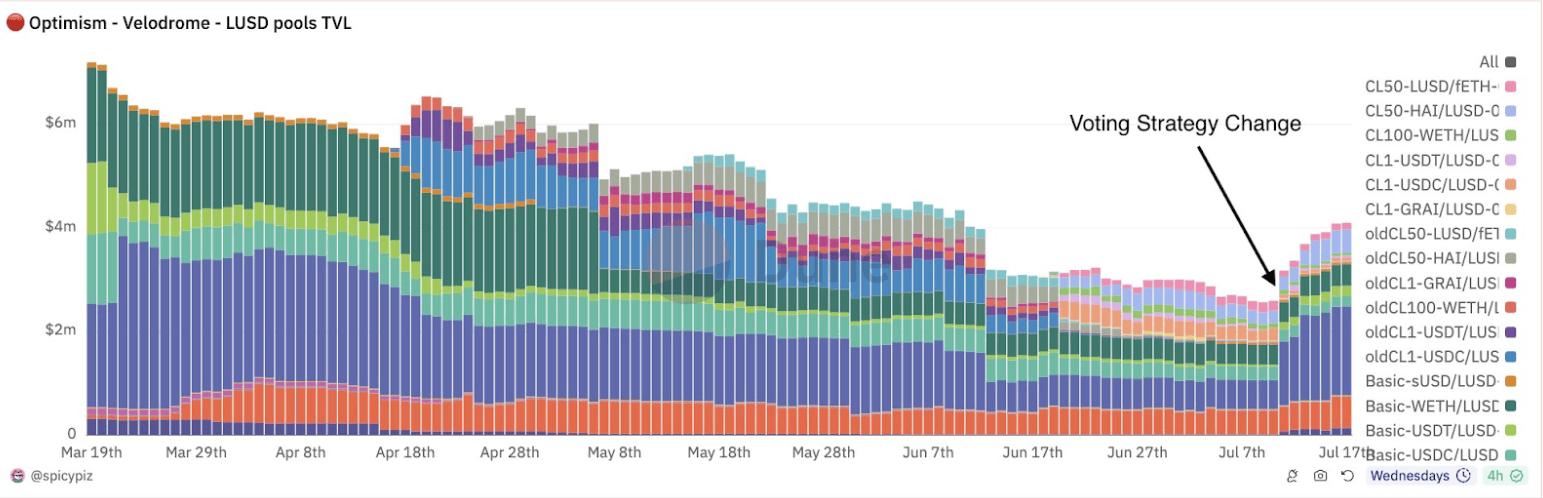 Optimism - Velodrome - LUSD pools TVL
All
CL50-LUSD/fETH-
$6m
CL50-HAI/LUSD-0
Voting Strategy Change
CL100-WETH/LUS
CL1-USDT/LUSD-0
CL1-USDC/LUSD-0
CL1-GRAI/LUSD-0
$4m
oldCL50-LUSD/fET
Dune
oldCL50-HAI/LUSI
oldCL1-GRAI/LUSI
oldCL100-WETH/L
$2m
oldCL1-USDT/LUSI
oldCL1-USDC/LUS
Basic-sUSD/LUSD-
Basic-WETH/LUSD
Basic-USDT/LUSD-
0
Basic-USDC/LUSD
Mar 19th Mar 29th Apr 8th Apr 18th Apr 28th May 8th May 18th May 28th Jun 7th Jun 17th Jun 27th Jul 7th Jul 17th
@spicypiz
Wednesdays
4h